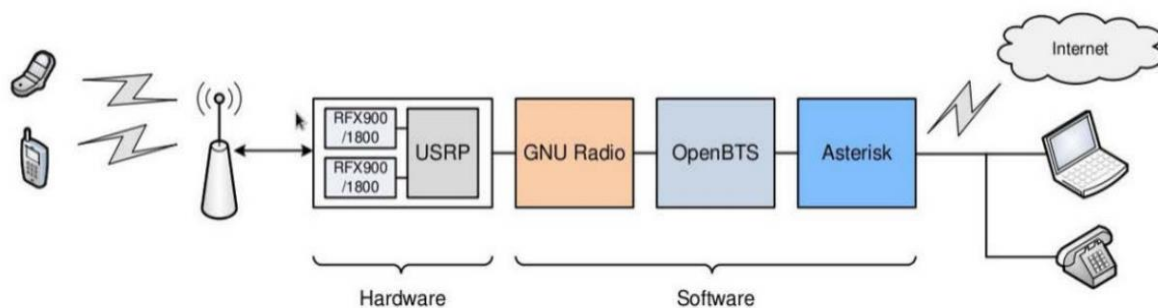 Internet
RFX900
/1800
RFX900
/1800
USRP
GNU Radio
OpenBTS
Asterisk
Hardware
Software